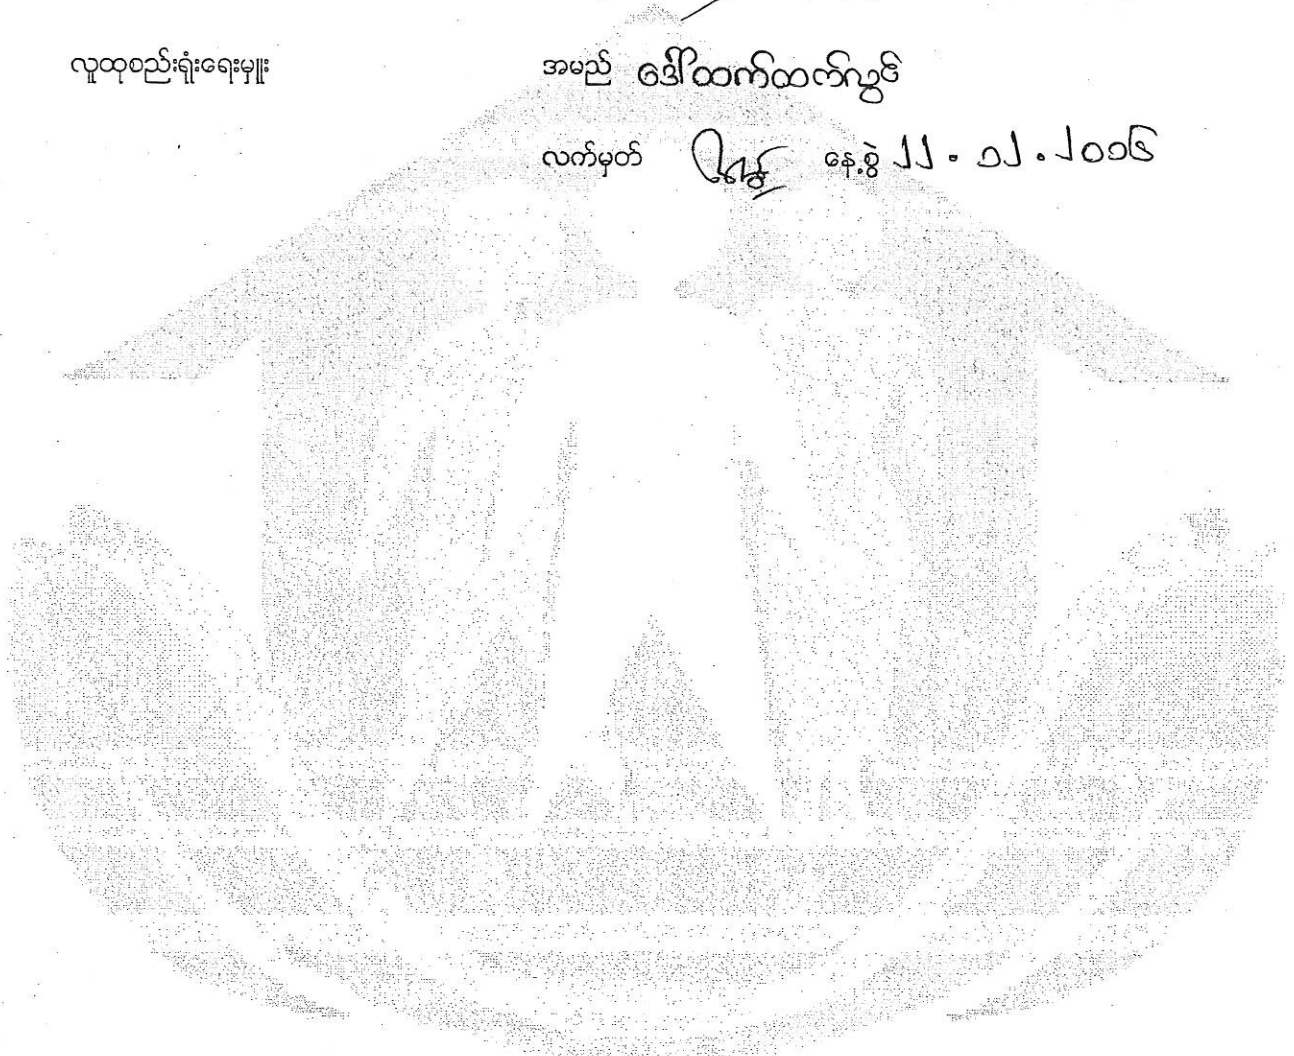 လူထုစည်းရုံးရေးမှူး အမည် ဒေါ်ထက်ထက်လွင်
လက်မှတ် နေ့စွဲ ၂၂.၁၂.၂၀၁၆